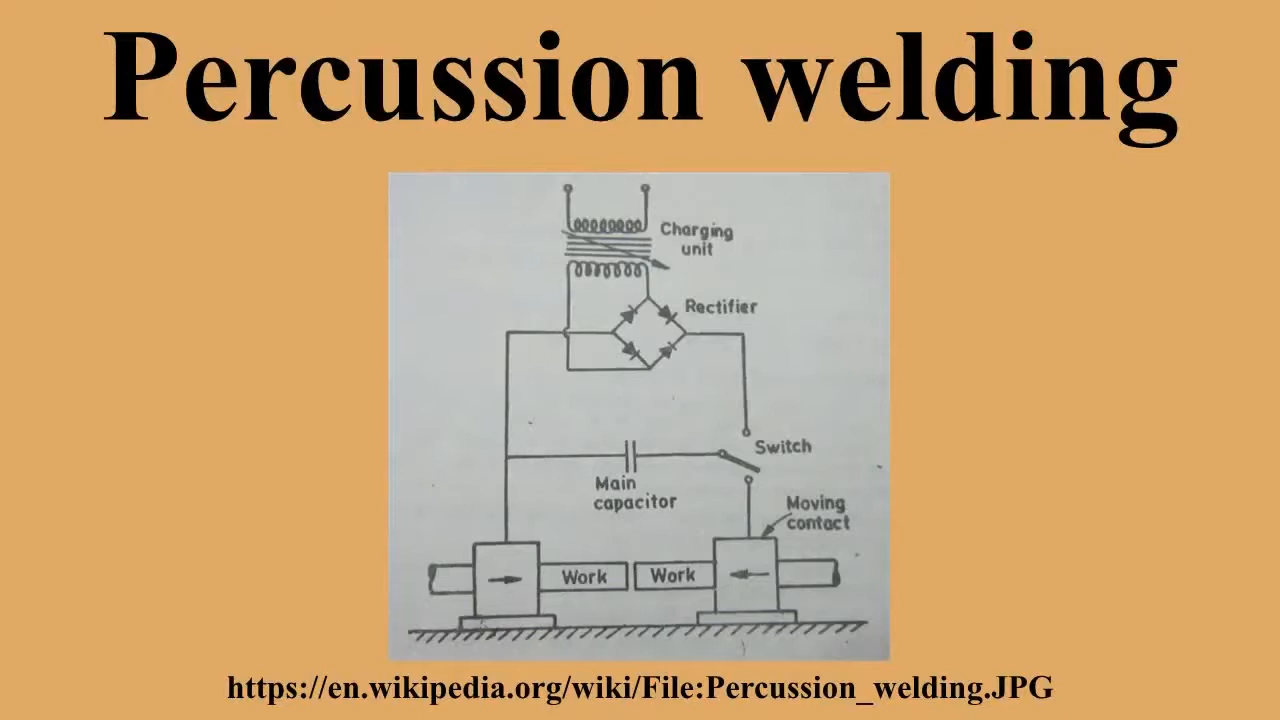 Percussion welding
Charging
unit
Rectifier
Switch
Main
capacitor
Moving
contact
Work
Work
https://en.wikipedia.org/wiki/File:Percussion_welding.JPG